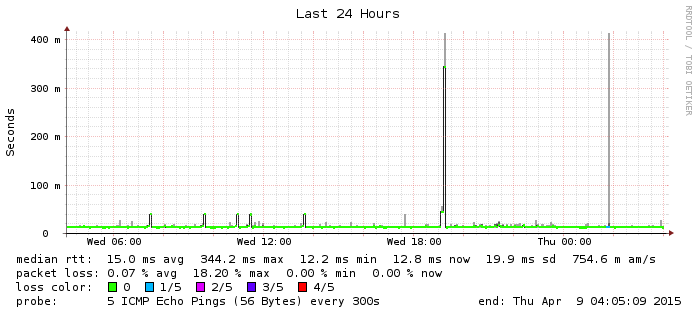 Last 24 Hours
RRDTOOL / TOBI OETIKER
Seconds
400 m
300 m
200 m
100 m
0
Wed 06:00 Wed 12:00 Wed 18:00 Thu 00:00
median rtt: 15.0 ms avg 344.2 ms max 12.2 ms min 12.8 ms now 19.9 ms sd 754.6 m am/s
packet loss: 0.07 % avg 18.20 % max 0.00 % min 0.00 % now
loss color: 0 1/5 2/5 3/5 4/5
probe: 5 ICMP Echo Pings (56 Bytes) every 300s end: Thu Apr 9 04:05:09 2015